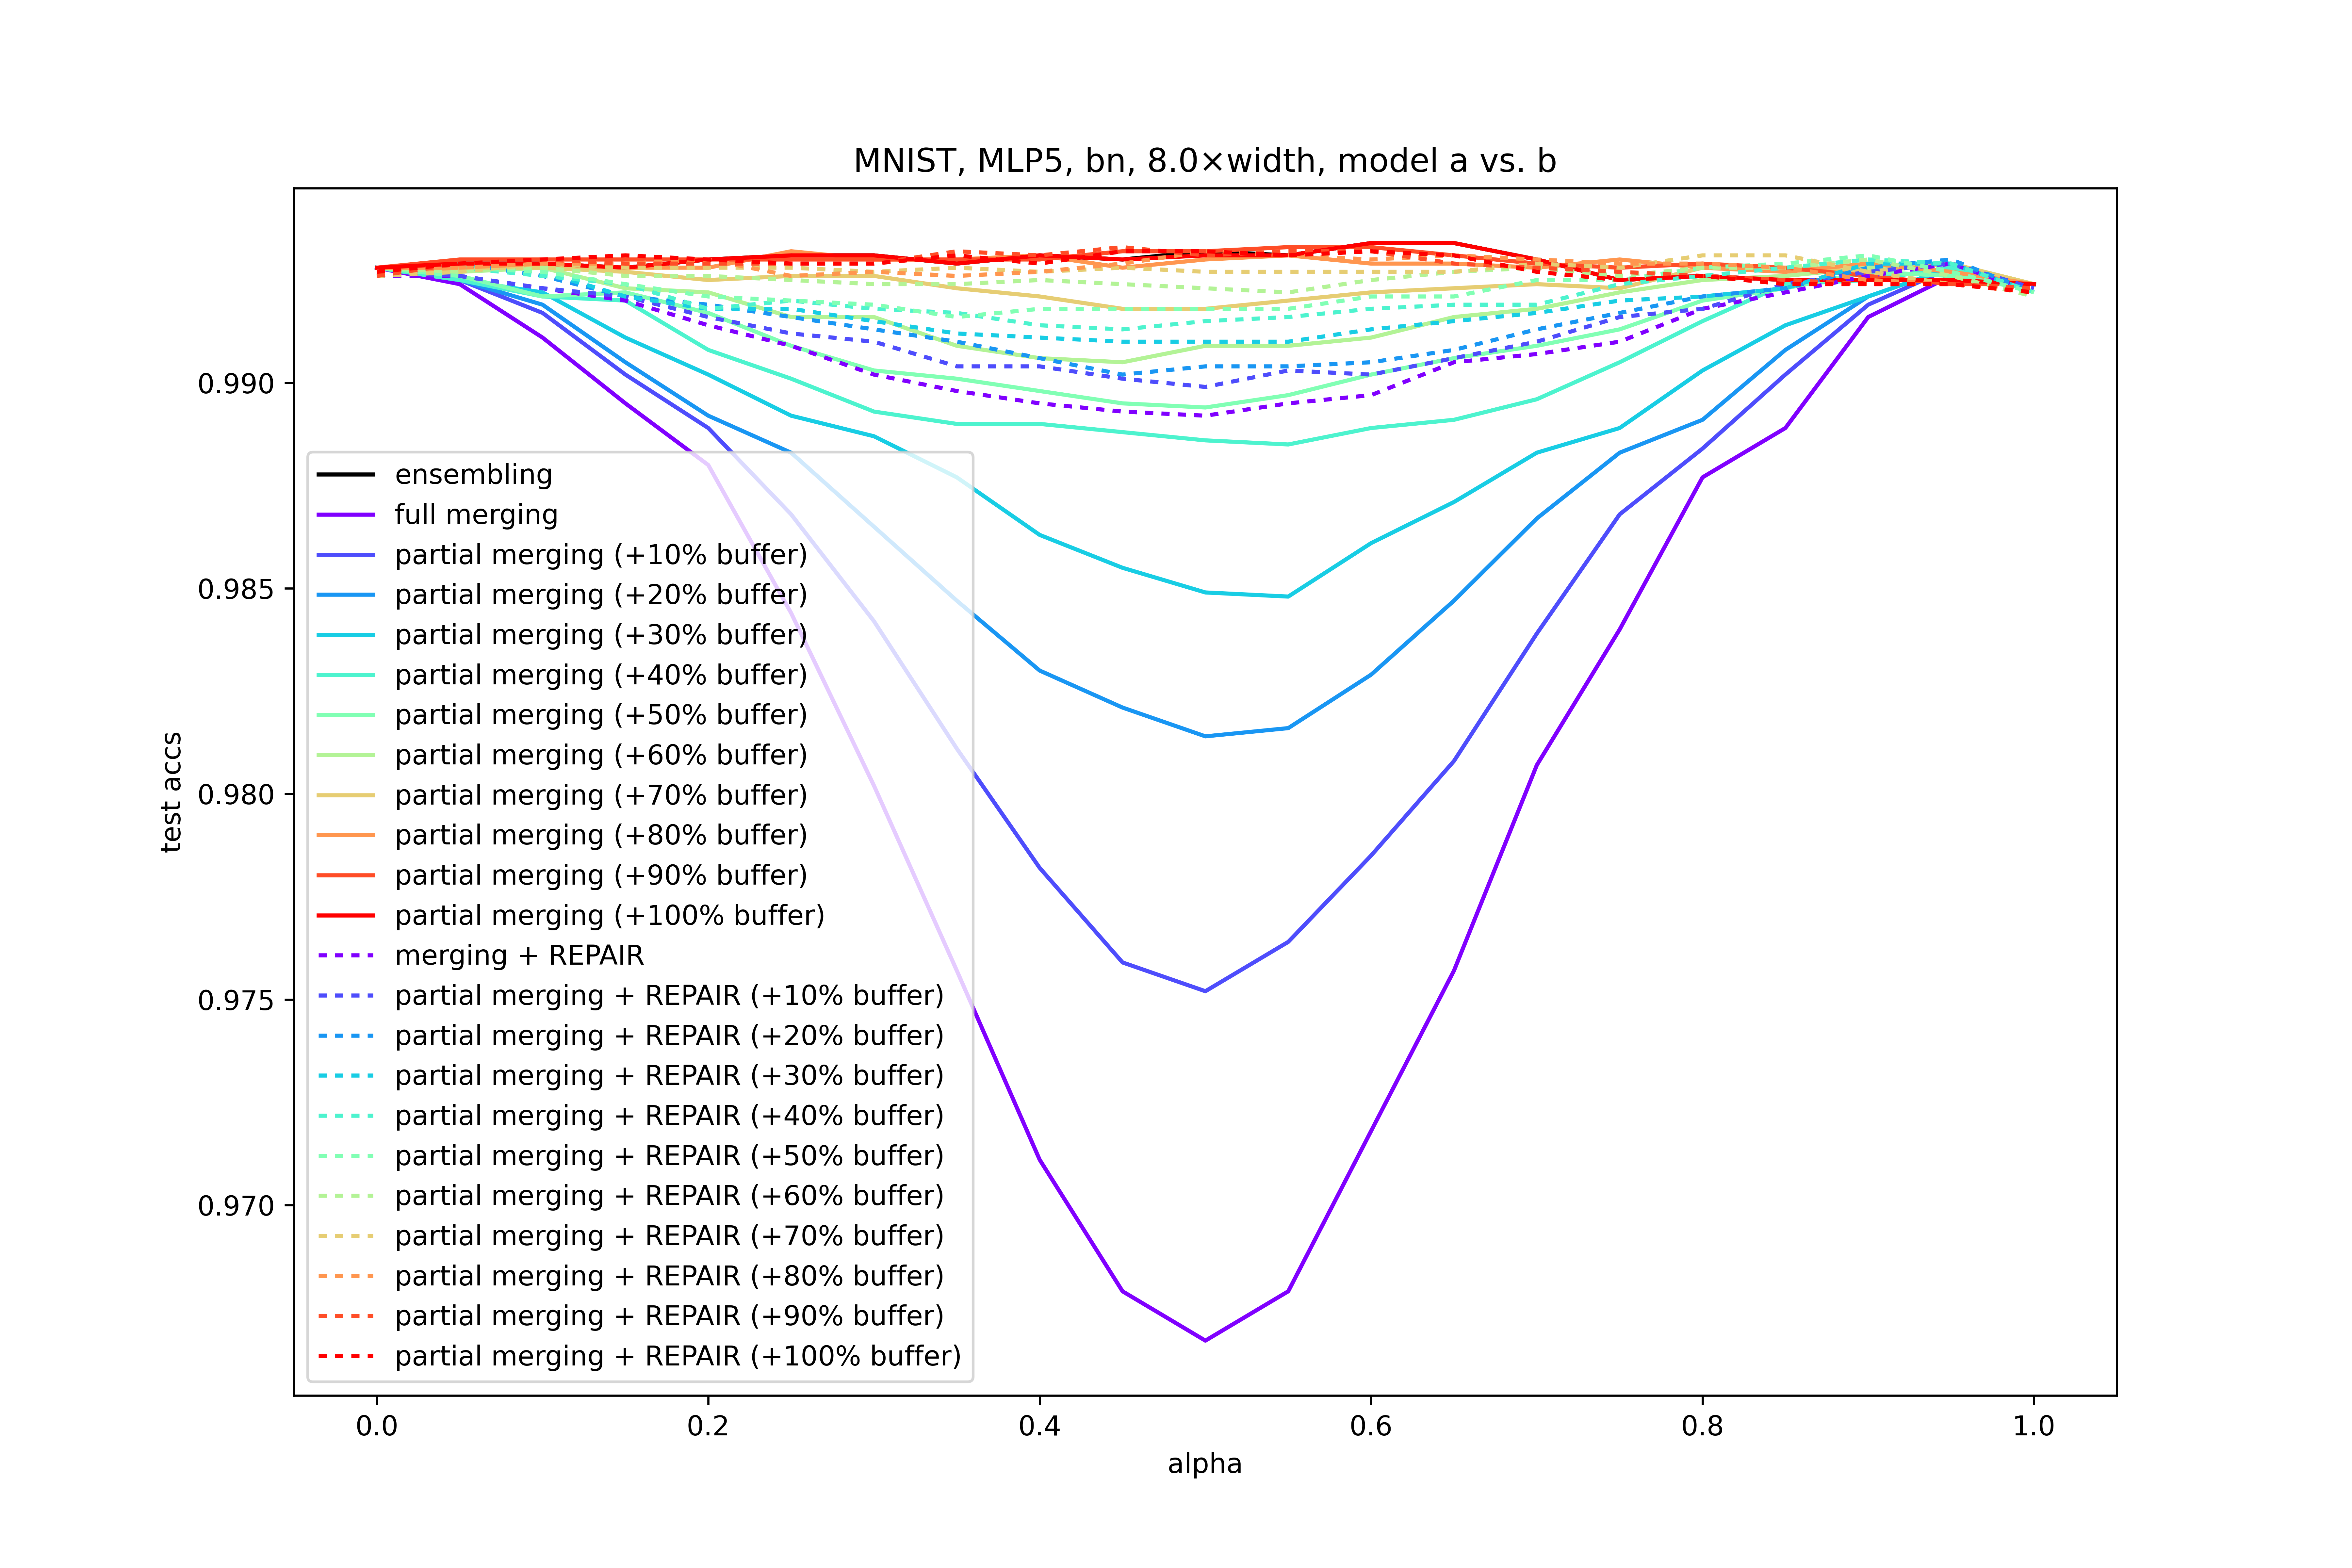 MNIST, MLP5, bn, 8.0×width, model a vs. b
test accs
0.990
0.985
0.980
0.975
0.970
ensembling
full merging
partial merging (+10% buffer)
partial merging (+20% buffer)
partial merging (+30% buffer)
partial merging (+40% buffer)
partial merging (+50% buffer)
partial merging (+60% buffer)
partial merging (+70% buffer)
partial merging (+80% buffer)
partial merging (+90% buffer)
partial merging (+100% buffer)
merging + REPAIR
partial merging + REPAIR (+10% buffer)
partial merging + REPAIR (+20% buffer)
partial merging + REPAIR (+30% buffer)
partial merging + REPAIR (+40% buffer)
partial merging + REPAIR (+50% buffer)
partial merging + REPAIR (+60% buffer)
partial merging + REPAIR (+70% buffer)
partial merging + REPAIR (+80% buffer)
partial merging + REPAIR (+90% buffer)
partial merging + REPAIR (+100% buffer)
0.0 0.2 0.4 0.6 0.8 1.0
alpha